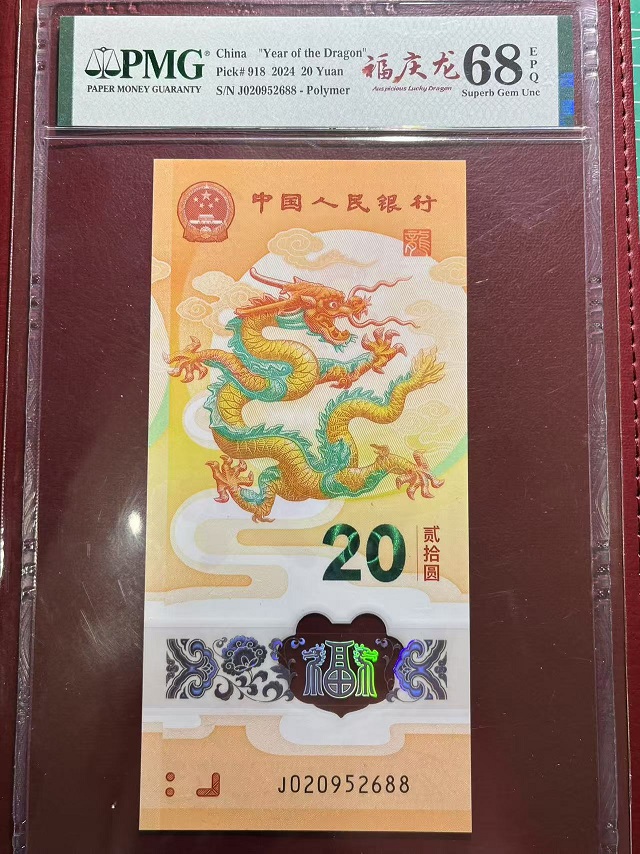 PMG®
PAPER MONEY GUARANTY
China "Year of the Dragon"
Pick# 918 2024 20 Yuan
S/N J020952688 - Polymer
福庆龙
Auspicious Lucky Dragon
68
EPQ
Superb Gem Unc
中国人民银行
龍
20
贰拾圆
福
J020952688